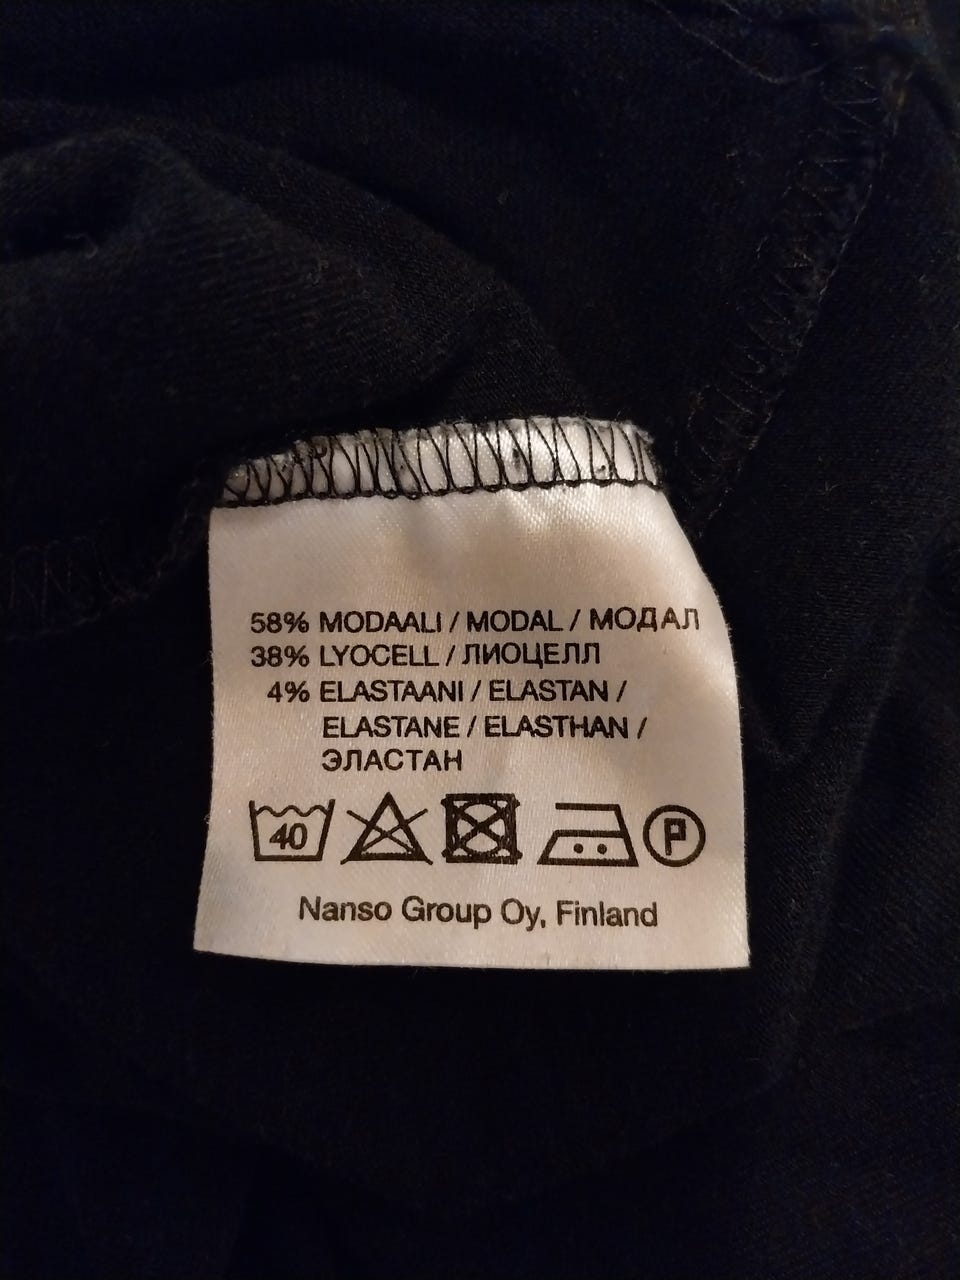 58% MODAALI / MODAL / МОДАЛ
38% LYOCELL / ЛИОЦЕЛЛ
4% ELASTAANI / ELASTAN /
ELASTANE / ELASTHAN /
ЭЛАСТАН
40 P
Nanso Group Oy, Finland